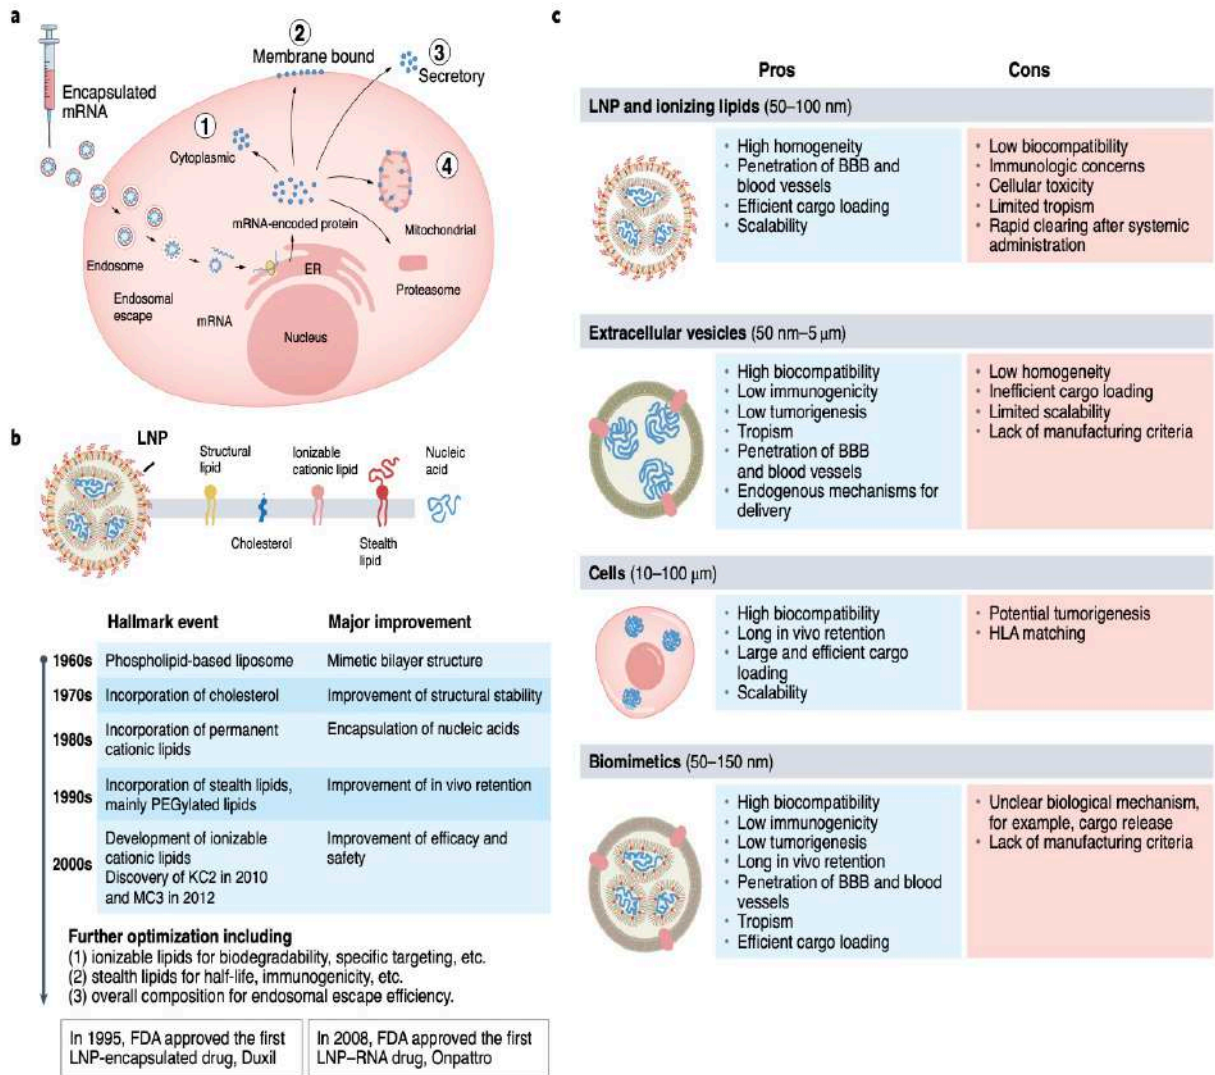 a
Encapsulated
mRNA
②
Membrane bound
③
Secretory
①
Cytoplasmic
④
mRNA-encoded protein
Mitochondrial
Endosome
ER
Proteasome
Endosomal
escape
mRNA
Nucleus
b
LNP
Structural
lipid
Ionizable
cationic lipid
Nucleic
acid
Cholesterol
Stealth
lipid
Hallmark event Major improvement
1960s Phospholipid-based liposome Mimetic bilayer structure
1970s Incorporation of cholesterol Improvement of structural stability
1980s Incorporation of permanent Encapsulation of nucleic acids
cationic lipids
1990s Incorporation of stealth lipids, Improvement of in vivo retention
mainly PEGylated lipids
2000s Development of ionizable Improvement of efficacy and
cationic lipids safety
Discovery of KC2 in 2010
and MC3 in 2012
Further optimization including
(1) ionizable lipids for biodegradability, specific targeting, etc.
(2) stealth lipids for half-life, immunogenicity, etc.
(3) overall composition for endosomal escape efficiency.
In 1995, FDA approved the first
LNP-encapsulated drug, Duxil
In 2008, FDA approved the first
LNP–RNA drug, Onpattro
c
Pros Cons
LNP and ionizing lipids (50–100 nm)
• High homogeneity
• Penetration of BBB and
blood vessels
• Efficient cargo loading
• Scalability
• Low biocompatibility
• Immunologic concerns
• Cellular toxicity
• Limited tropism
• Rapid clearing after systemic
administration
Extracellular vesicles (50 nm–5 μm)
• High biocompatibility
• Low immunogenicity
• Low tumorigenesis
• Tropism
• Penetration of BBB
and blood vessels
• Endogenous mechanisms for
delivery
• Low homogeneity
• Inefficient cargo loading
• Limited scalability
• Lack of manufacturing criteria
Cells (10–100 μm)
• High biocompatibility
• Long in vivo retention
• Large and efficient cargo
loading
• Scalability
• Potential tumorigenesis
• HLA matching
Biomimetics (50–150 nm)
• High biocompatibility
• Low immunogenicity
• Low tumorigenesis
• Long in vivo retention
• Penetration of BBB and blood
vessels
• Tropism
• Efficient cargo loading
• Unclear biological mechanism,
for example, cargo release
• Lack of manufacturing criteria